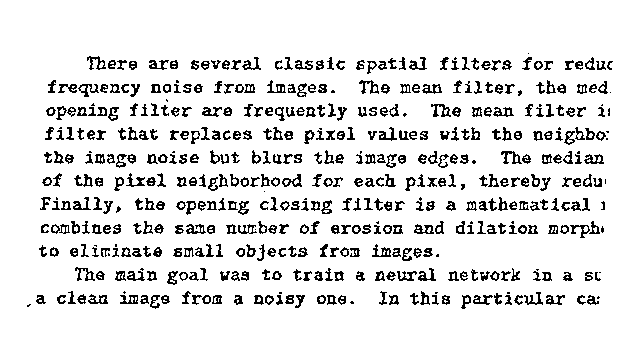 There are several classic spatial filters for reduc
frequency noise from images. The mean filter, the med
opening filter are frequently used. The mean filter i
filter that replaces the pixel values with the neighbo
the image noise but blurs the image edges. The median
of the pixel neighborhood for each pixel, thereby redu
Finally, the opening closing filter is a mathematical
combines the same number of erosion and dilation morph
to eliminate small objects from images.
The main goal was to train a neural network in a
a clean image from a noisy one. In this particular ca